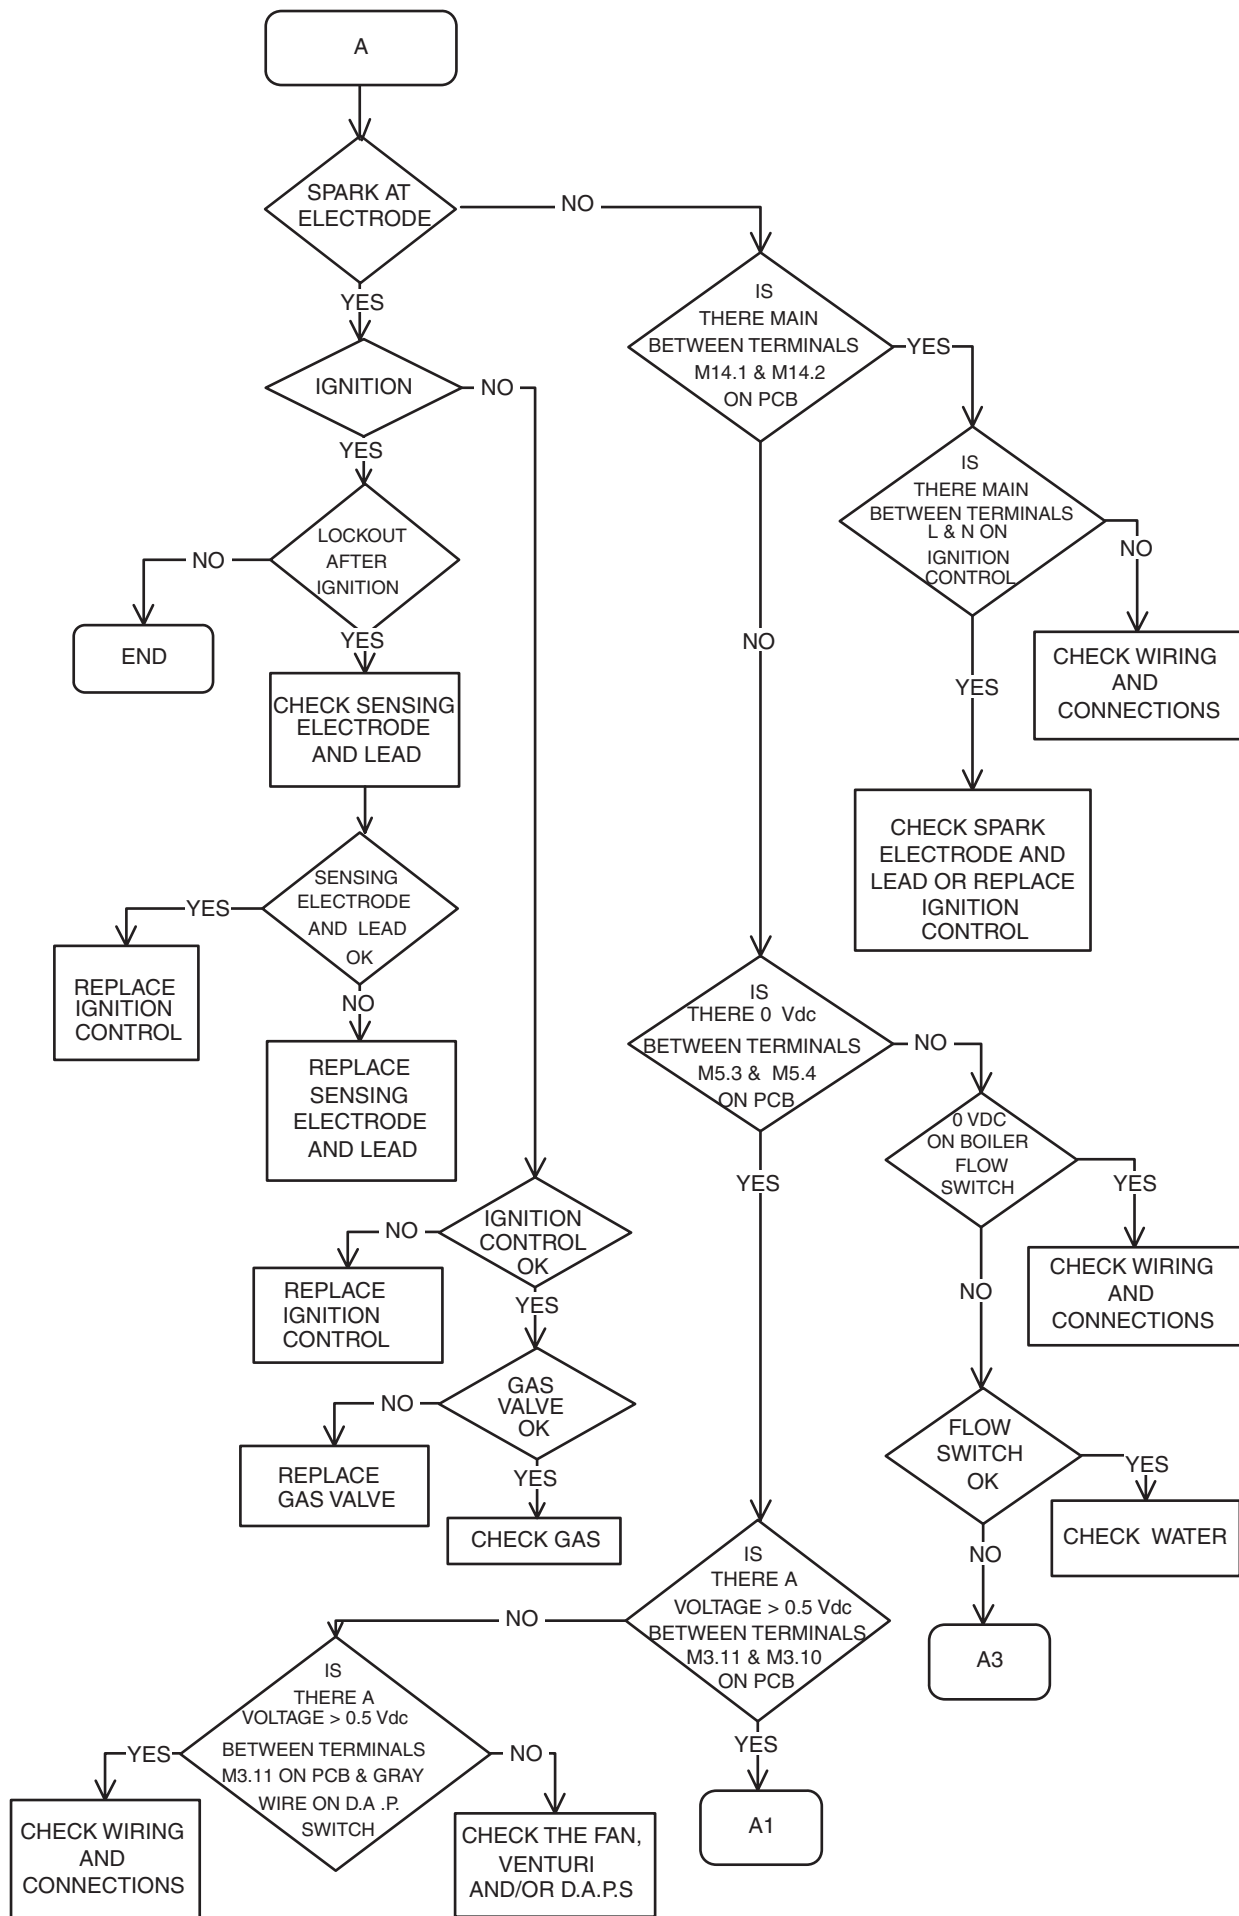 A
SPARK AT
ELECTRODE
NO
YES
IS
THERE MAIN
BETWEEN TERMINALS
M14.1 & M14.2
ON PCB
YES
IGNITION
NO
YES
IS
THERE MAIN
BETWEEN TERMINALS
L & N ON
IGNITION
CONTROL
NO
LOCKOUT
AFTER
IGNITION
NO
YES
END
NO
CHECK WIRING
AND
CONNECTIONS
YES
CHECK SENSING
ELECTRODE
AND LEAD
CHECK SPARK
ELECTRODE AND
LEAD OR REPLACE
IGNITION
CONTROL
SENSING
ELECTRODE
AND LEAD
OK
YES
NO
REPLACE
IGNITION
CONTROL
REPLACE
SENSING
ELECTRODE
AND LEAD
IS
THERE 0 Vdc
BETWEEN TERMINALS
M5.3 & M5.4
ON PCB
NO
YES
0 VDC
ON BOILER
FLOW
SWITCH
YES
NO
CHECK WIRING
AND
CONNECTIONS
IGNITION
CONTROL
OK
NO
YES
REPLACE
IGNITION
CONTROL
GAS
VALVE
OK
NO
YES
REPLACE
GAS VALVE
CHECK GAS
FLOW
SWITCH
OK
YES
NO
CHECK WATER
A3
IS
THERE A
VOLTAGE > 0.5 Vdc
BETWEEN TERMINALS
M3.11 & M3.10
ON PCB
NO
YES
A1
IS
THERE A
VOLTAGE > 0.5 Vdc
BETWEEN TERMINALS
M3.11 ON PCB & GRAY
WIRE ON D.A .P.
SWITCH
YES
NO
CHECK WIRING
AND
CONNECTIONS
CHECK THE FAN,
VENTURI
AND/OR D.A.P.S